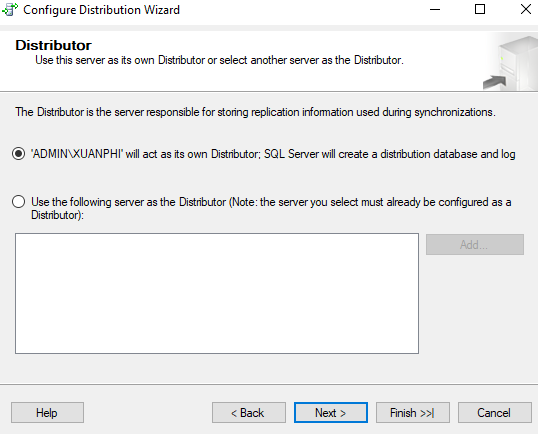 Configure Distribution Wizard
Distributor
Use this server as its own Distributor or select another server as the Distributor.
The Distributor is the server responsible for storing replication information used during synchronizations.
'ADMIN\XUANPHI' will act as its own Distributor; SQL Server will create a distribution database and log
Use the following server as the Distributor (Note: the server you select must already be configured as a
Distributor):
Add...
Help
< Back
Next >
Finish >>|
Cancel